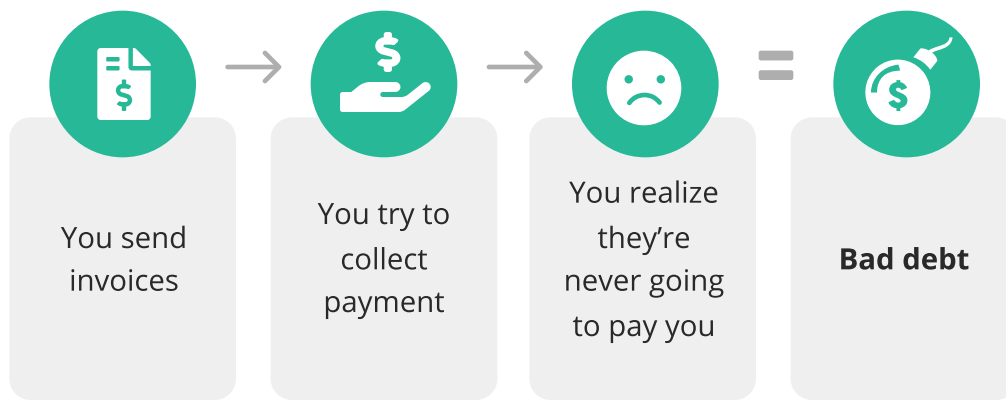 $
$
$
You send
invoices
You try to
collect
payment
You realize
they’re
never going
to pay you
Bad debt